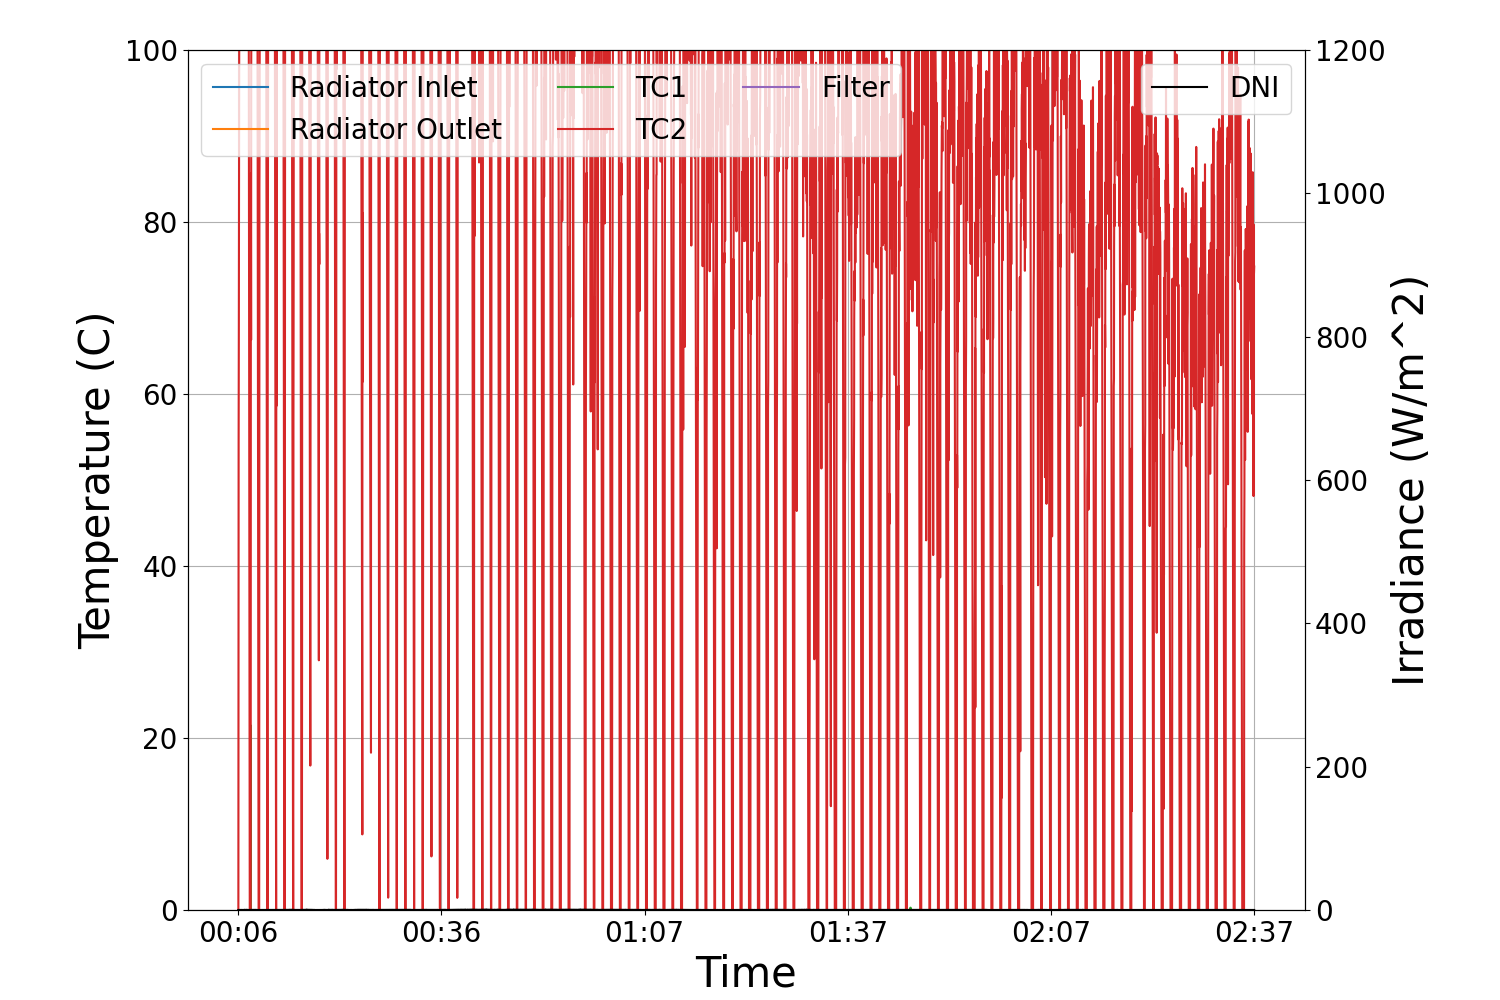 100
80
60
40
20
0
Temperature (C)
Radiator Inlet
Radiator Outlet
TC1
TC2
Filter
DNI
1200
1000
800
600
400
200
0
Irradiance (W/m^2)
00:06 00:36 01:07 01:37 02:07 02:37
Time